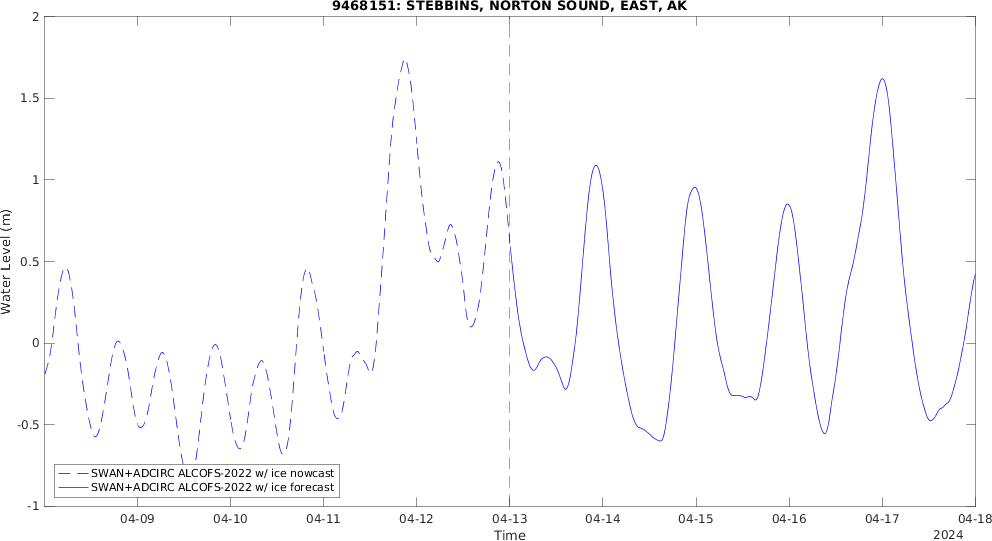 9468151: STEBBINS, NORTON SOUND, EAST, AK
2
1.5
1
0.5
0
-0.5
-1
Water Level (m)
SWAN+ADCIRC ALCOFS-2022 w/ ice nowcast
SWAN+ADCIRC ALCOFS-2022 w/ ice forecast
04-09 04-10 04-11 04-12 04-13 04-14 04-15 04-16 04-17 04-18
Time
2024